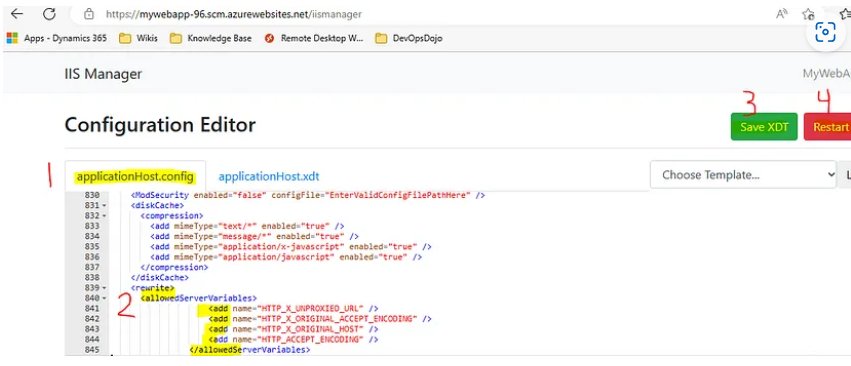 https://mywebapp-96.scm.azurewebsites.net/iismanager
Apps - Dynamics 365 Wikis Knowledge Base Remote Desktop W... DevOpsDojo
IIS Manager MyWebA
3 4
Configuration Editor Save XDT Restart
1 applicationHost.config applicationHost.xdt Choose Template... L
830 <ModSecurity enabled="false" configFile="EnterValidConfigFilePathHere" />
831 <diskCache>
832 <compression>
833 <add mimeType="text/*" enabled="true" />
834 <add mimeType="message/*" enabled="true" />
835 <add mimeType="application/x-javascript" enabled="true" />
836 <add mimeType="application/javascript" enabled="true" />
837 </compression>
838 </diskCache>
839 <rewrite>
840 <allowedServerVariables>
2
841 <add name="HTTP_X_UNPROXIED_URL" />
842 <add name="HTTP_X_ORIGINAL_ACCEPT_ENCODING" />
843 <add name="HTTP_X_ORIGINAL_HOST" />
844 <add name="HTTP_ACCEPT_ENCODING" />
845 </allowedServerVariables>